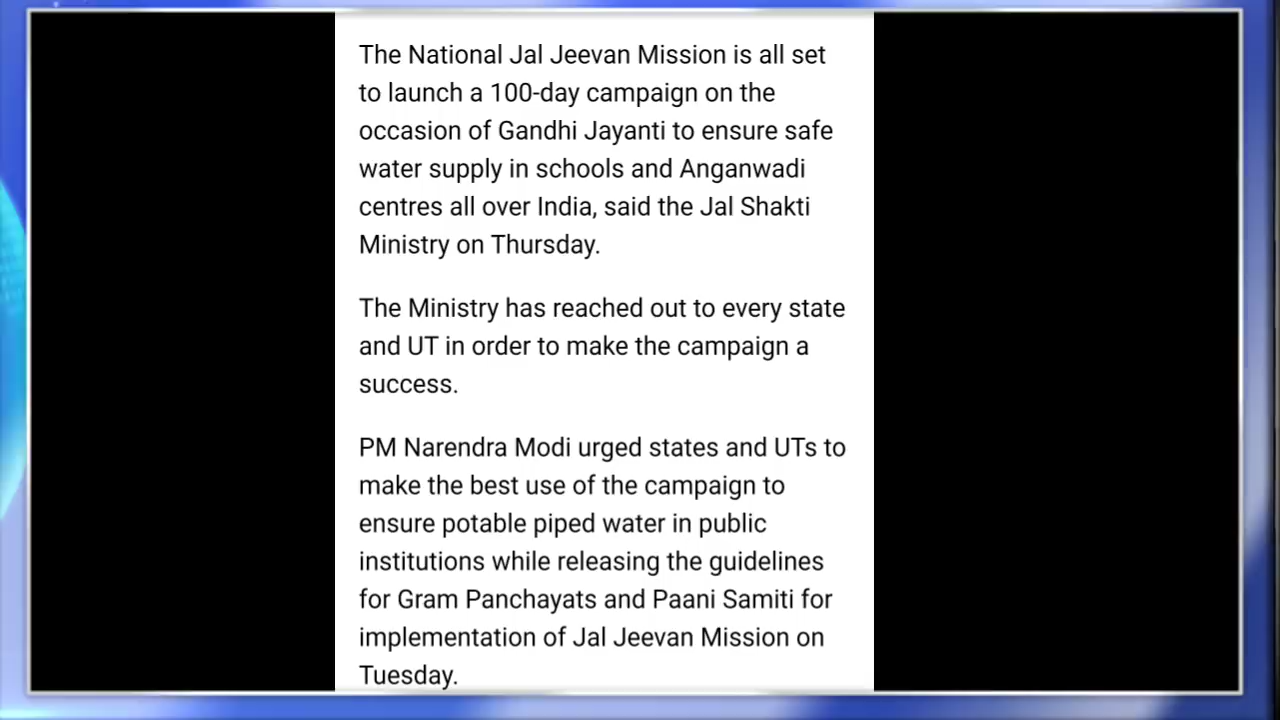 The National Jal Jeevan Mission is all set
to launch a 100-day campaign on the
occasion of Gandhi Jayanti to ensure safe
water supply in schools and Anganwadi
centres all over India, said the Jal Shakti
Ministry on Thursday.
The Ministry has reached out to every state
and UT in order to make the campaign a
success.
PM Narendra Modi urged states and UTs to
make the best use of the campaign to
ensure potable piped water in public
institutions while releasing the guidelines
for Gram Panchayats and Paani Samiti for
implementation of Jal Jeevan Mission on
Tuesday.